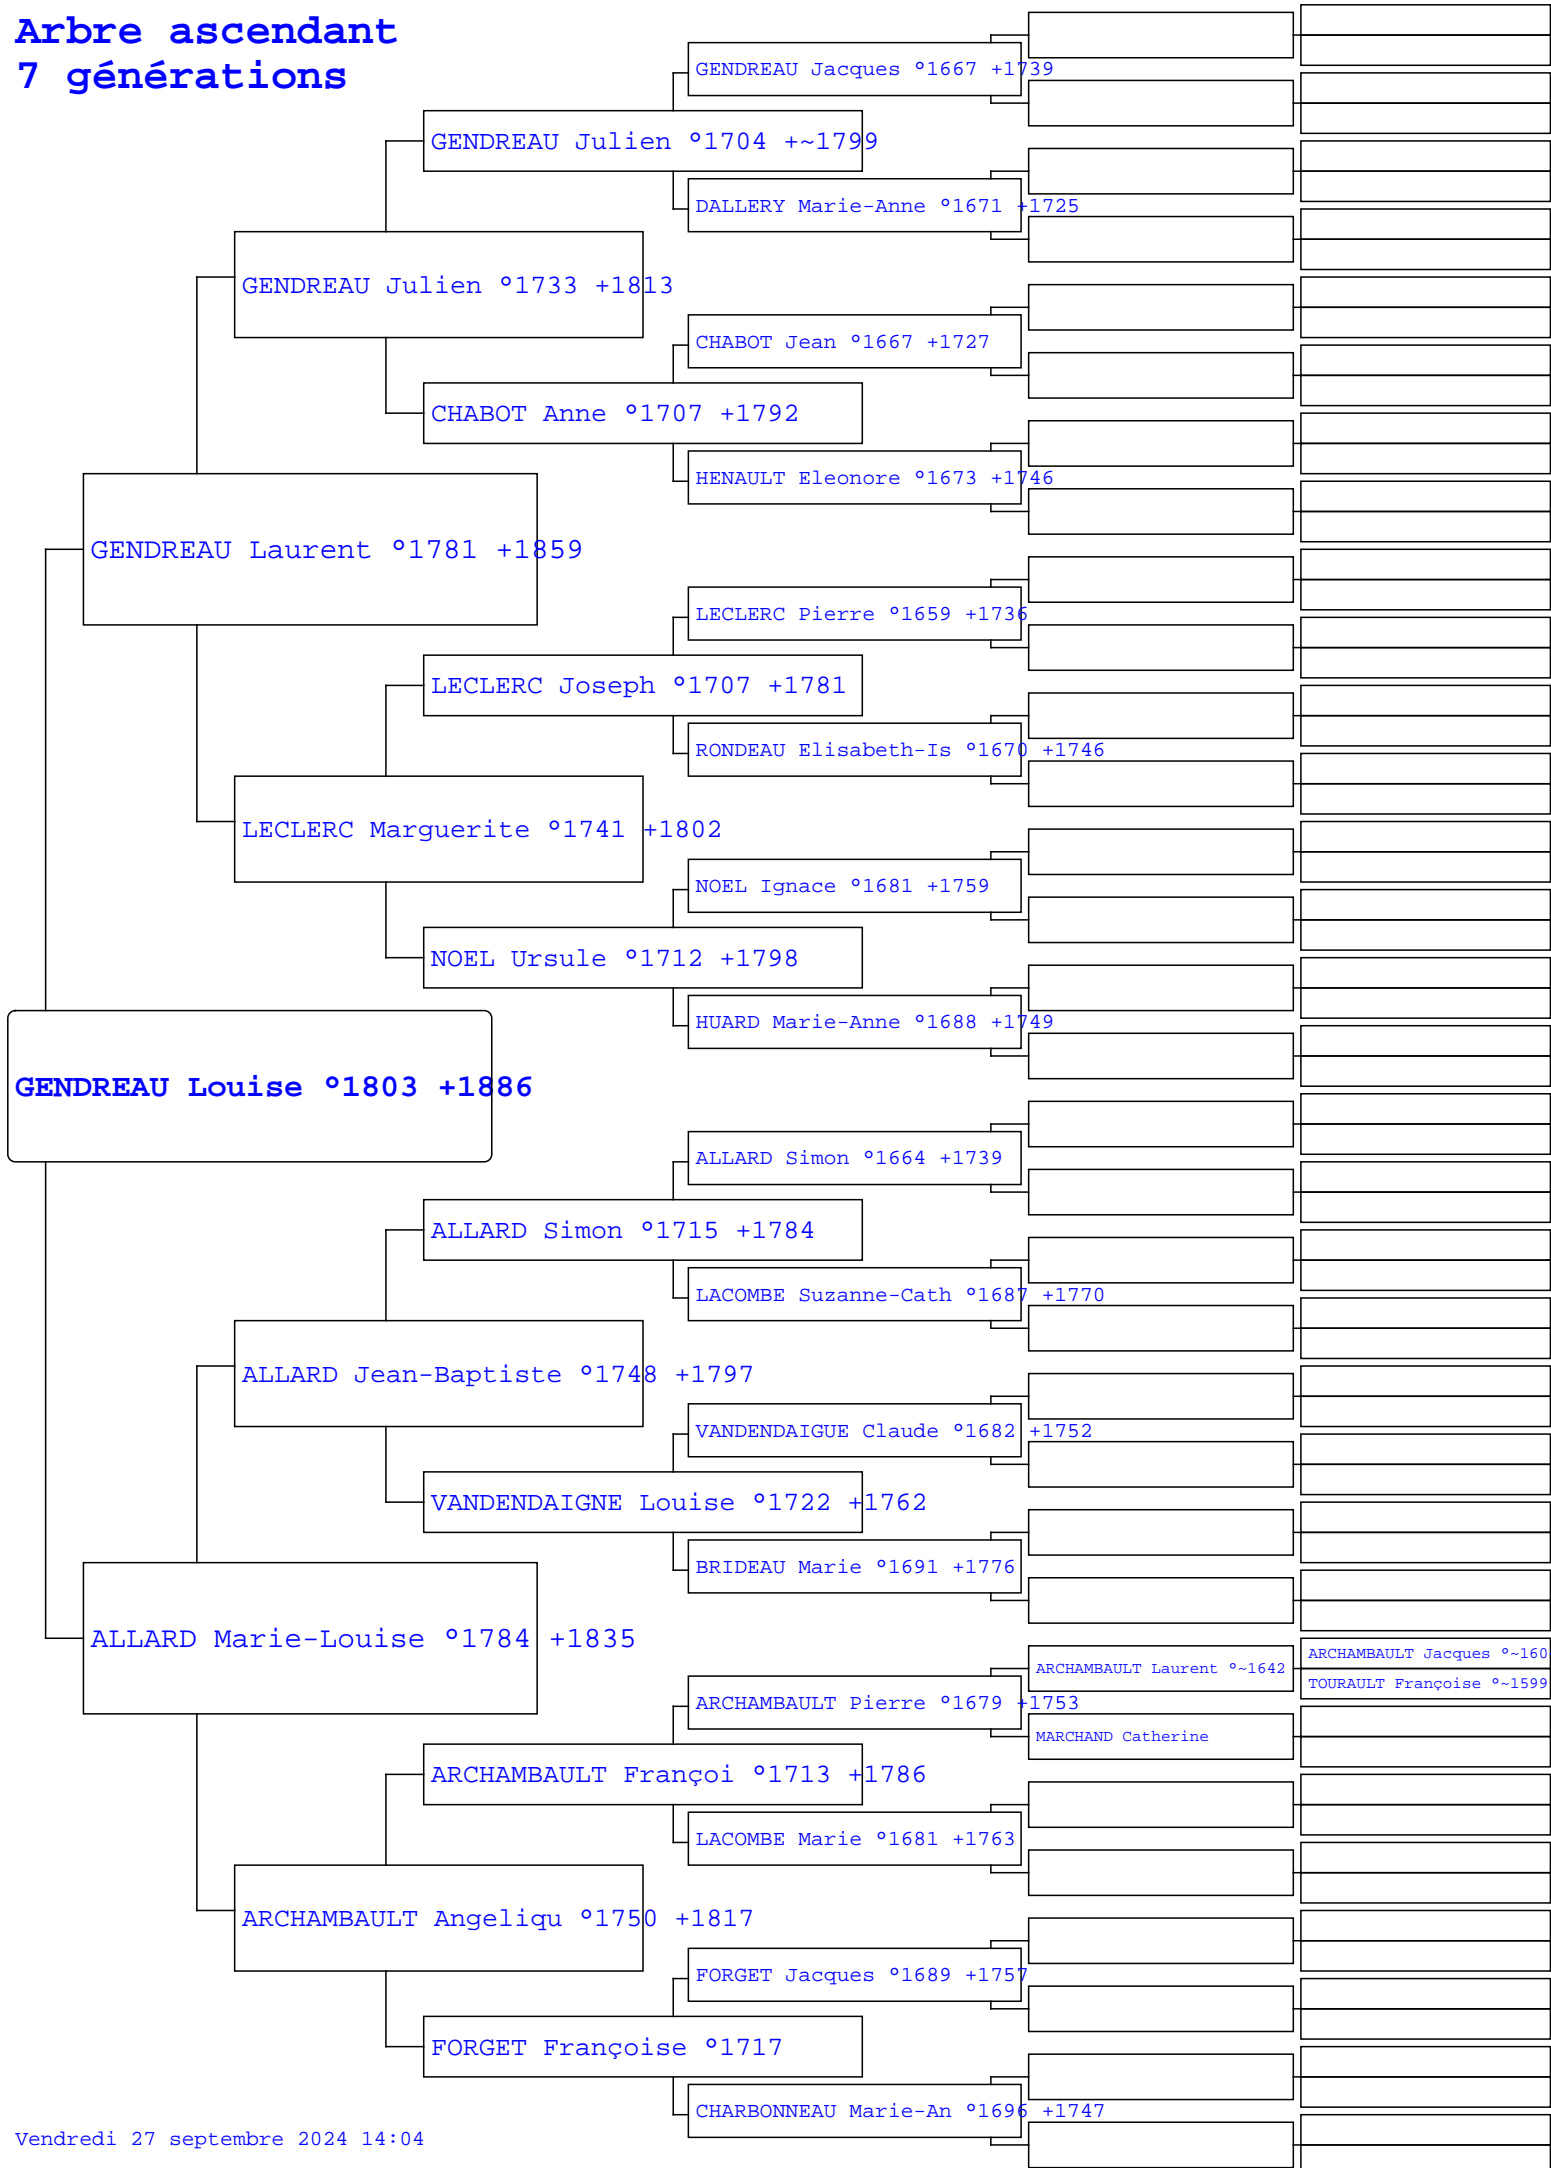 Arbre ascendant
7 générations
GENDREAU Jacques °1667 +1739
GENDREAU Julien °1704 +~1799
DALLERY Marie-Anne °1671 +1725
GENDREAU Julien °1733 +1813
CHABOT Jean °1667 +1727
CHABOT Anne °1707 +1792
HENAULT Eleonore °1673 +1746
GENDREAU Laurent °1781 +1859
LECLERC Pierre °1659 +1736
LECLERC Joseph °1707 +1781
RONDEAU Elisabeth-Is °1670 +1746
LECLERC Marguerite °1741 +1802
NOEL Ignace °1681 +1759
NOEL Ursule °1712 +1798
HUARD Marie-Anne °1688 +1749
GENDREAU Louise °1803 +1886
ALLARD Simon °1664 +1739
ALLARD Simon °1715 +1784
LACOMBE Suzanne-Cath °1687 +1770
ALLARD Jean-Baptiste °1748 +1797
VANDENDAIGUE Claude °1682 +1752
VANDENDAIGNE Louise °1722 +1762
BRIDEAU Marie °1691 +1776
ALLARD Marie-Louise °1784 +1835
ARCHAMBAULT Jacques °~160
ARCHAMBAULT Laurent °~1642
TOURAULT Françoise °~1599
ARCHAMBAULT Pierre °1679 +1753
MARCHAND Catherine
ARCHAMBAULT Françoi °1713 +1786
LACOMBE Marie °1681 +1763
ARCHAMBAULT Angeliqu °1750 +1817
FORGET Jacques °1689 +1757
FORGET Françoise °1717
CHARBONNEAU Marie-An °1696 +1747
Vendredi 27 septembre 2024 14:04